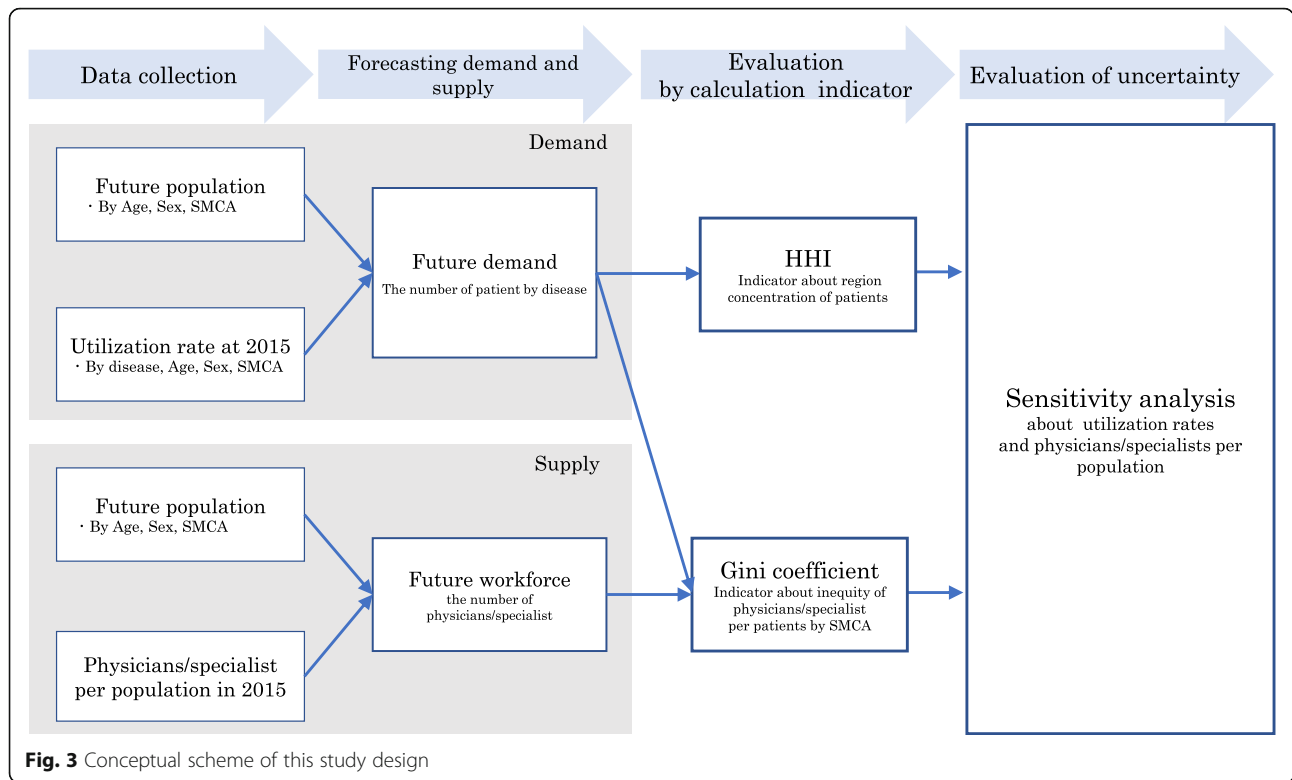 Data collection
Forecasting demand and
supply
Evaluation
by calculation indicator
Evaluation of uncertainty
Demand
Future population
・By Age, Sex, SMCA
Utilization rate at 2015
・By disease, Age, Sex, SMCA
Future demand
The number of patient by disease
HHI
Indicator about region
concentration of patients
Supply
Future population
・By Age, Sex, SMCA
Physicians/specialist
per population in 2015
Future workforce
the number of
physicians/specialist
Gini coefficient
Indicator about inequity of
physicians/specialist
per patients by SMCA
Sensitivity analysis
about utilization rates
and physicians/specialists per
population
Fig. 3 Conceptual scheme of this study design